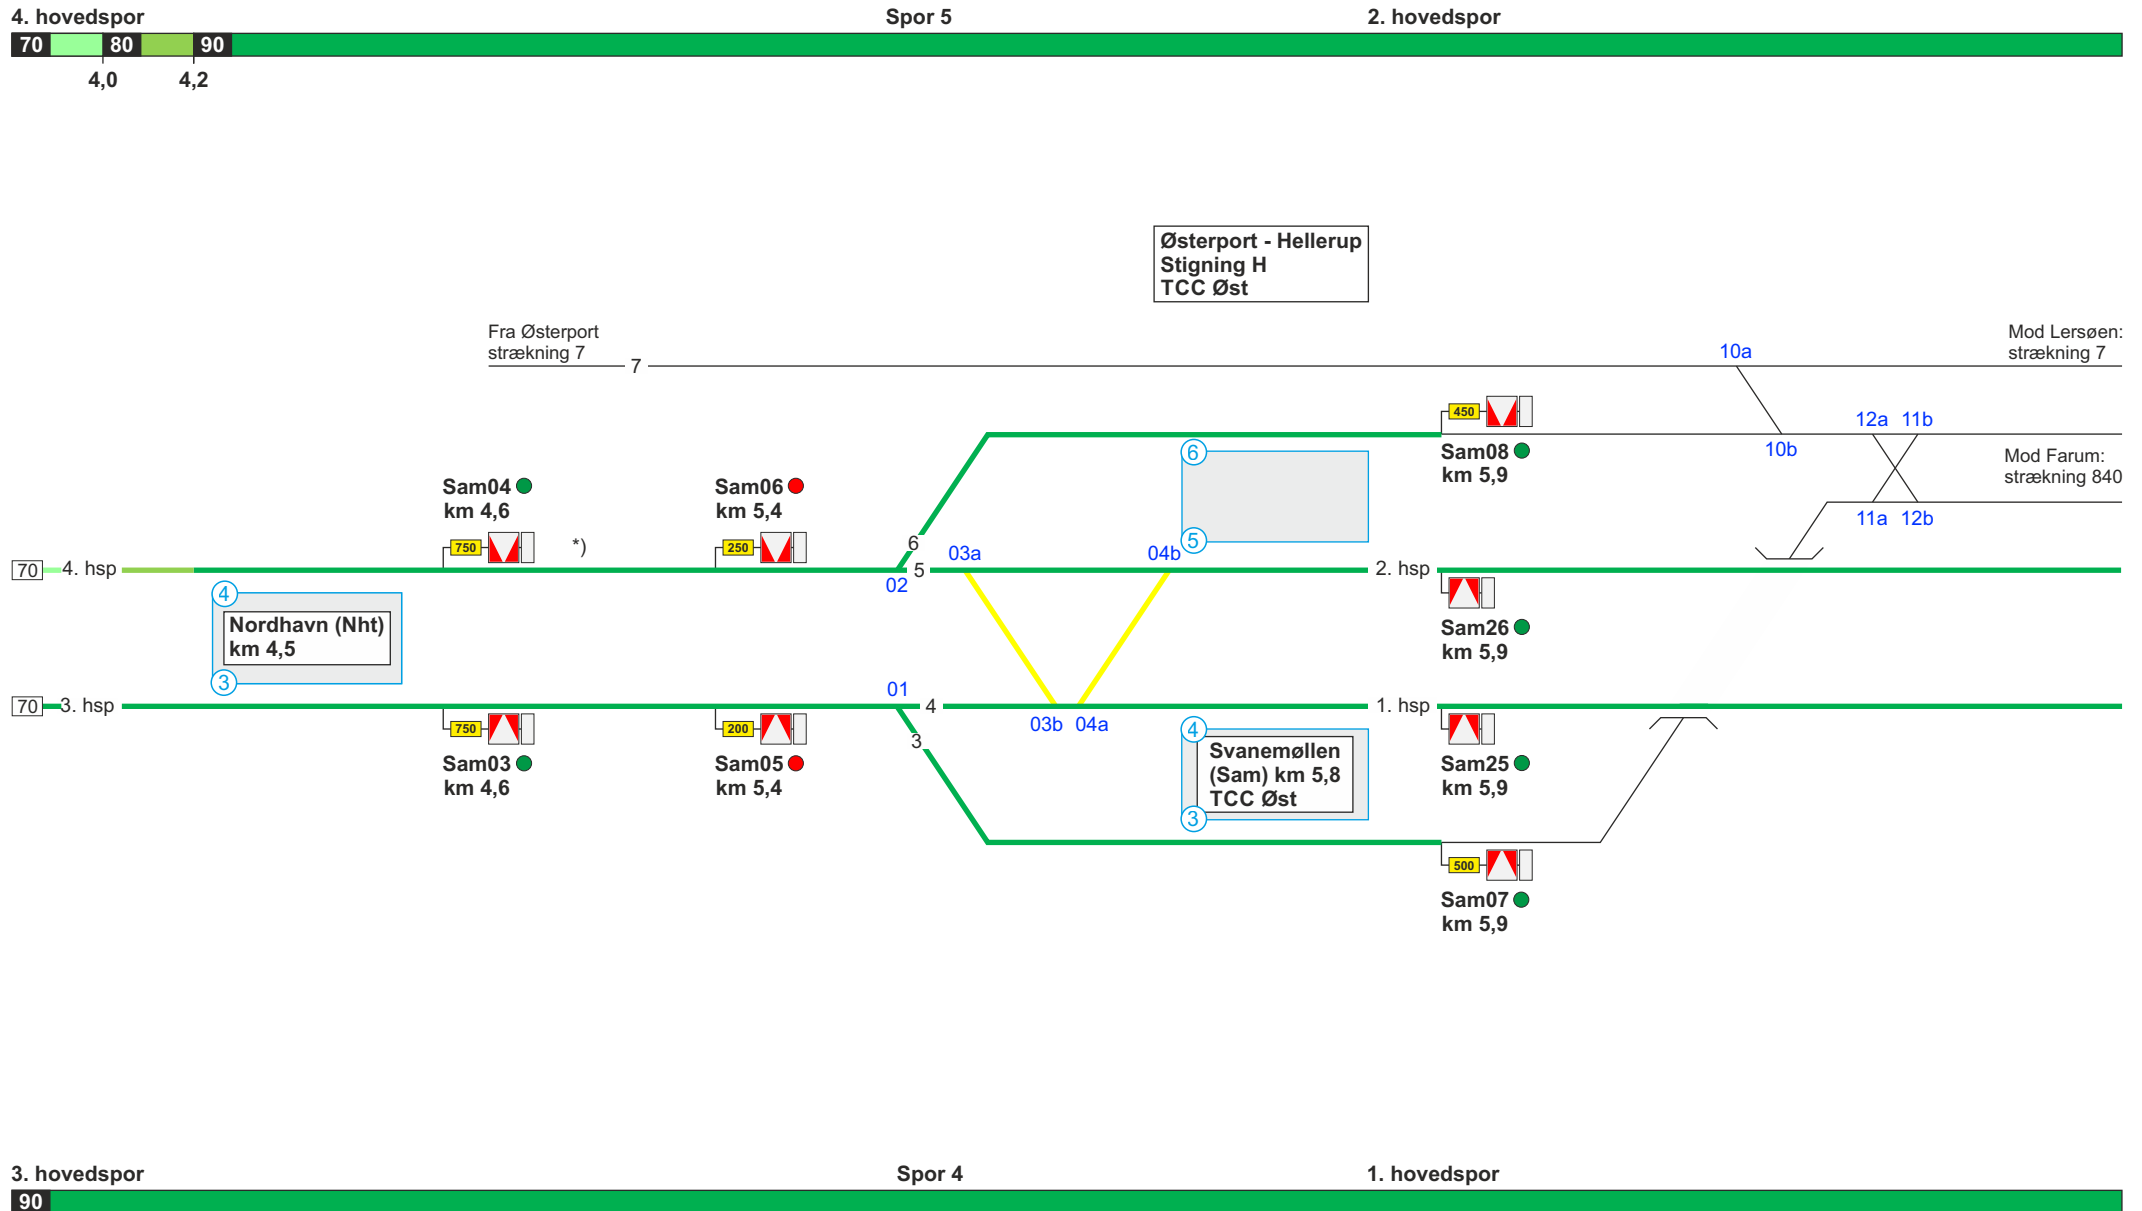 4. hovedspor
Spor 5
2. hovedspor
70
80
90
4,0
4,2
Østerport - Hellerup
Stigning H
TCC Øst
Fra Østerport
strækning 7
7
Mod Lersøen:
strækning 7
10a
450
12a
11b
10b
Sam08
km 5,9
Mod Farum:
strækning 840
6
Sam04
km 4,6
Sam06
km 5,4
11a
12b
750
*)
250
6
03a
04b
5
70
4. hsp
5
2. hsp
02
4
Nordhavn (Nht)
km 4,5
3
Sam26
km 5,9
01
70
3. hsp
4
1. hsp
03b
04a
750
200
3
4
Svanemøllen
(Sam) km 5,8
TCC Øst
3
Sam03
km 4,6
Sam05
km 5,4
Sam25
km 5,9
500
Sam07
km 5,9
3. hovedspor
Spor 4
1. hovedspor
90